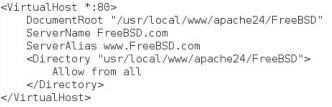 <VirtualHost *:80>
    DocumentRoot "/usr/local/www/apache24/FreeBSD"
    ServerName FreeBSD.com
    ServerAlias www.FreeBSD.com
    <Directory "usr/local/www/apache24/FreeBSD">
        Allow from all
    </Directory>
</VirtualHost>